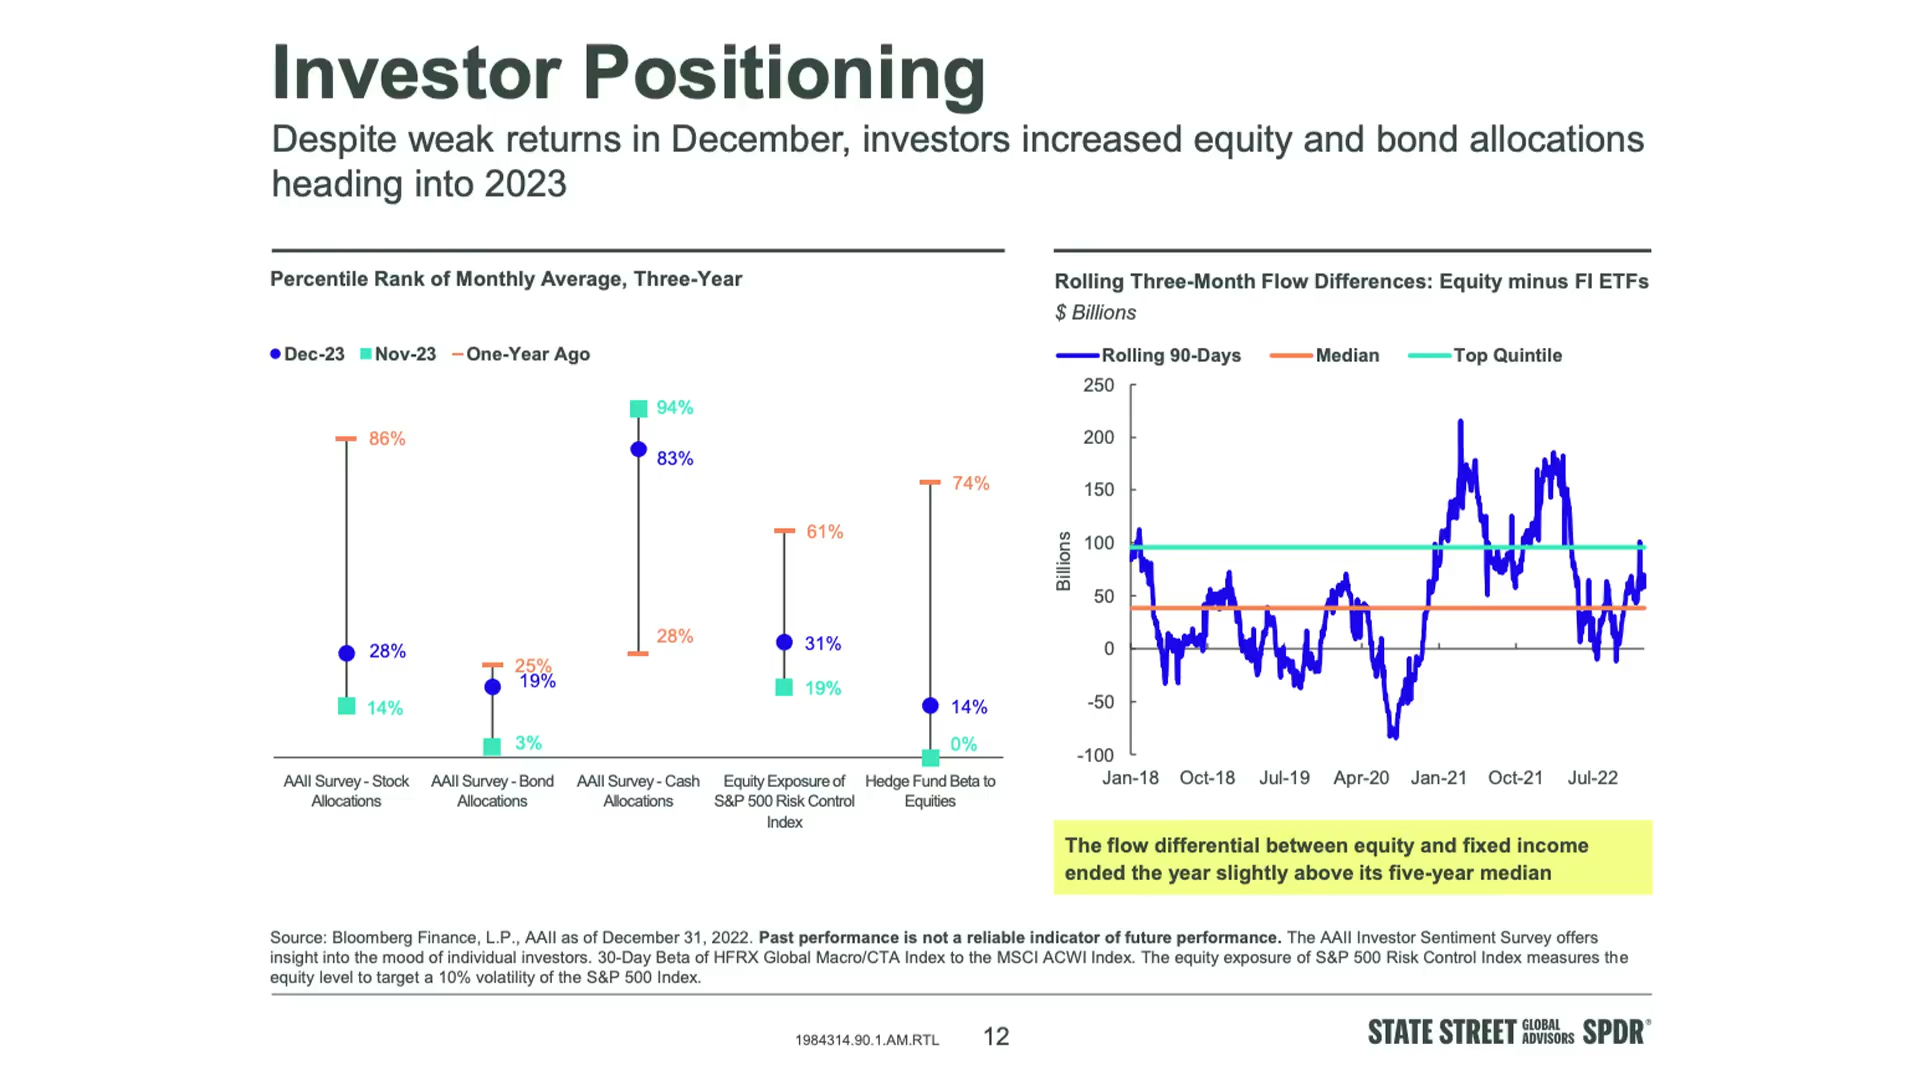 Investor Positioning
Despite weak returns in December, investors increased equity and bond allocations
heading into 2023
Percentile Rank of Monthly Average, Three-Year
Dec-23 Nov-23 One-Year Ago
86%
28%
14%
25%
19%
3%
94%
83%
28%
61%
31%
19%
74%
14%
0%
AAII Survey - Stock
Allocations
AAII Survey - Bond
Allocations
AAII Survey - Cash
Allocations
Equity Exposure of
S&P 500 Risk Control
Index
Hedge Fund Beta to
Equities
Rolling Three-Month Flow Differences: Equity minus FI ETFs
$ Billions
Rolling 90-Days Median Top Quintile
Billions
250
200
150
100
50
0
-50
-100
Jan-18 Oct-18 Jul-19 Apr-20 Jan-21 Oct-21 Jul-22
The flow differential between equity and fixed income
ended the year slightly above its five-year median
Source: Bloomberg Finance, L.P., AAII as of December 31, 2022. Past performance is not a reliable indicator of future performance. The AAII Investor Sentiment Survey offers
insight into the mood of individual investors. 30-Day Beta of HFRX Global Macro/CTA Index to the MSCI ACWI Index. The equity exposure of S&P 500 Risk Control Index measures the
equity level to target a 10% volatility of the S&P 500 Index.
1984314.90.1.AM.RTL
12
STATE STREET GLOBAL ADVISORS SPDR®